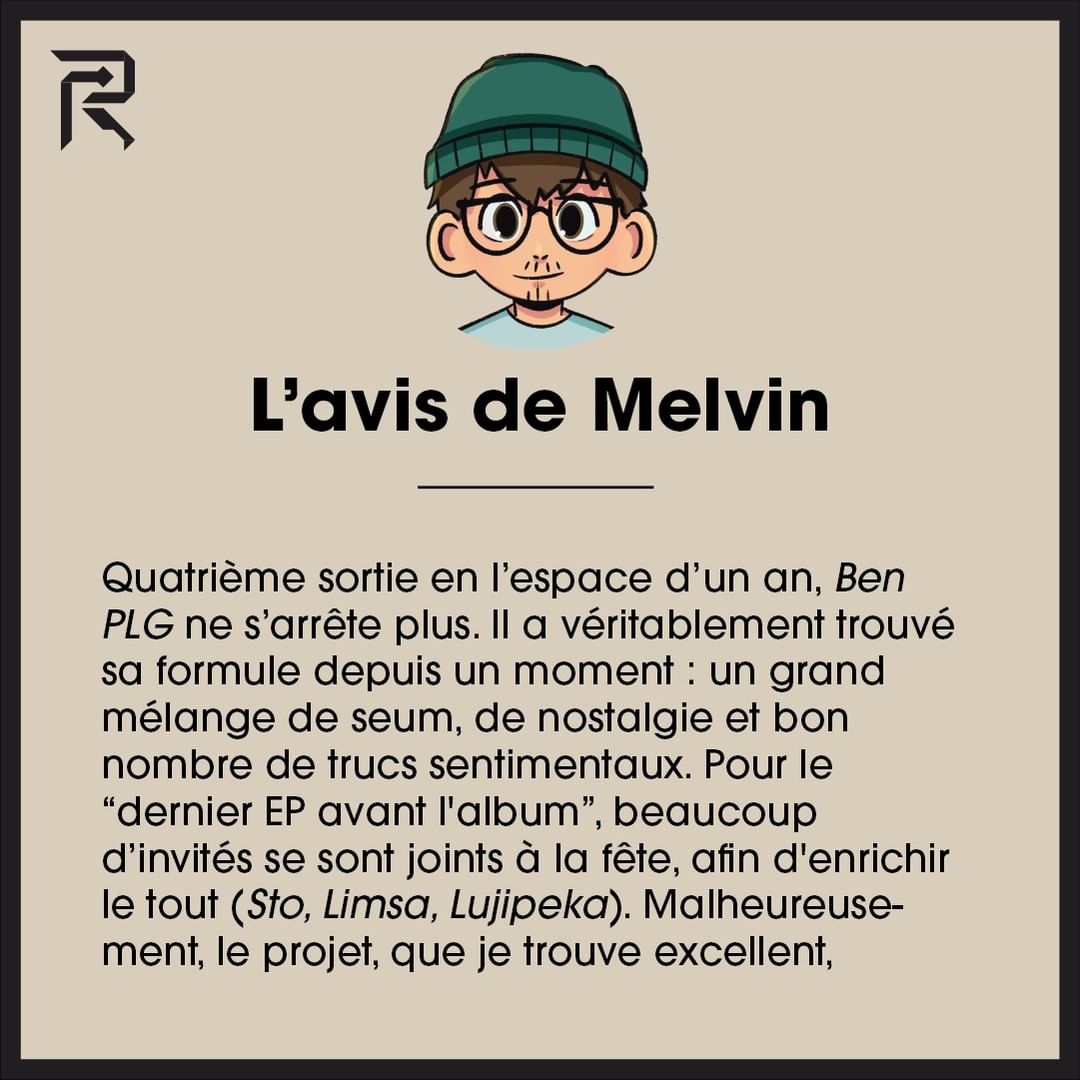 L’avis de Melvin
Quatrième sortie en l’espace d’un an, Ben
PLG ne s’arrête plus. Il a véritablement trouvé
sa formule depuis un moment : un grand
mélange de seum, de nostalgie et bon
nombre de trucs sentimentaux. Pour le
“dernier EP avant l'album”, beaucoup
d’invités se sont joints à la fête, afin d'enrichir
le tout (Sto, Limsa, Lujipeka). Malheureuse-
ment, le projet, que je trouve excellent,